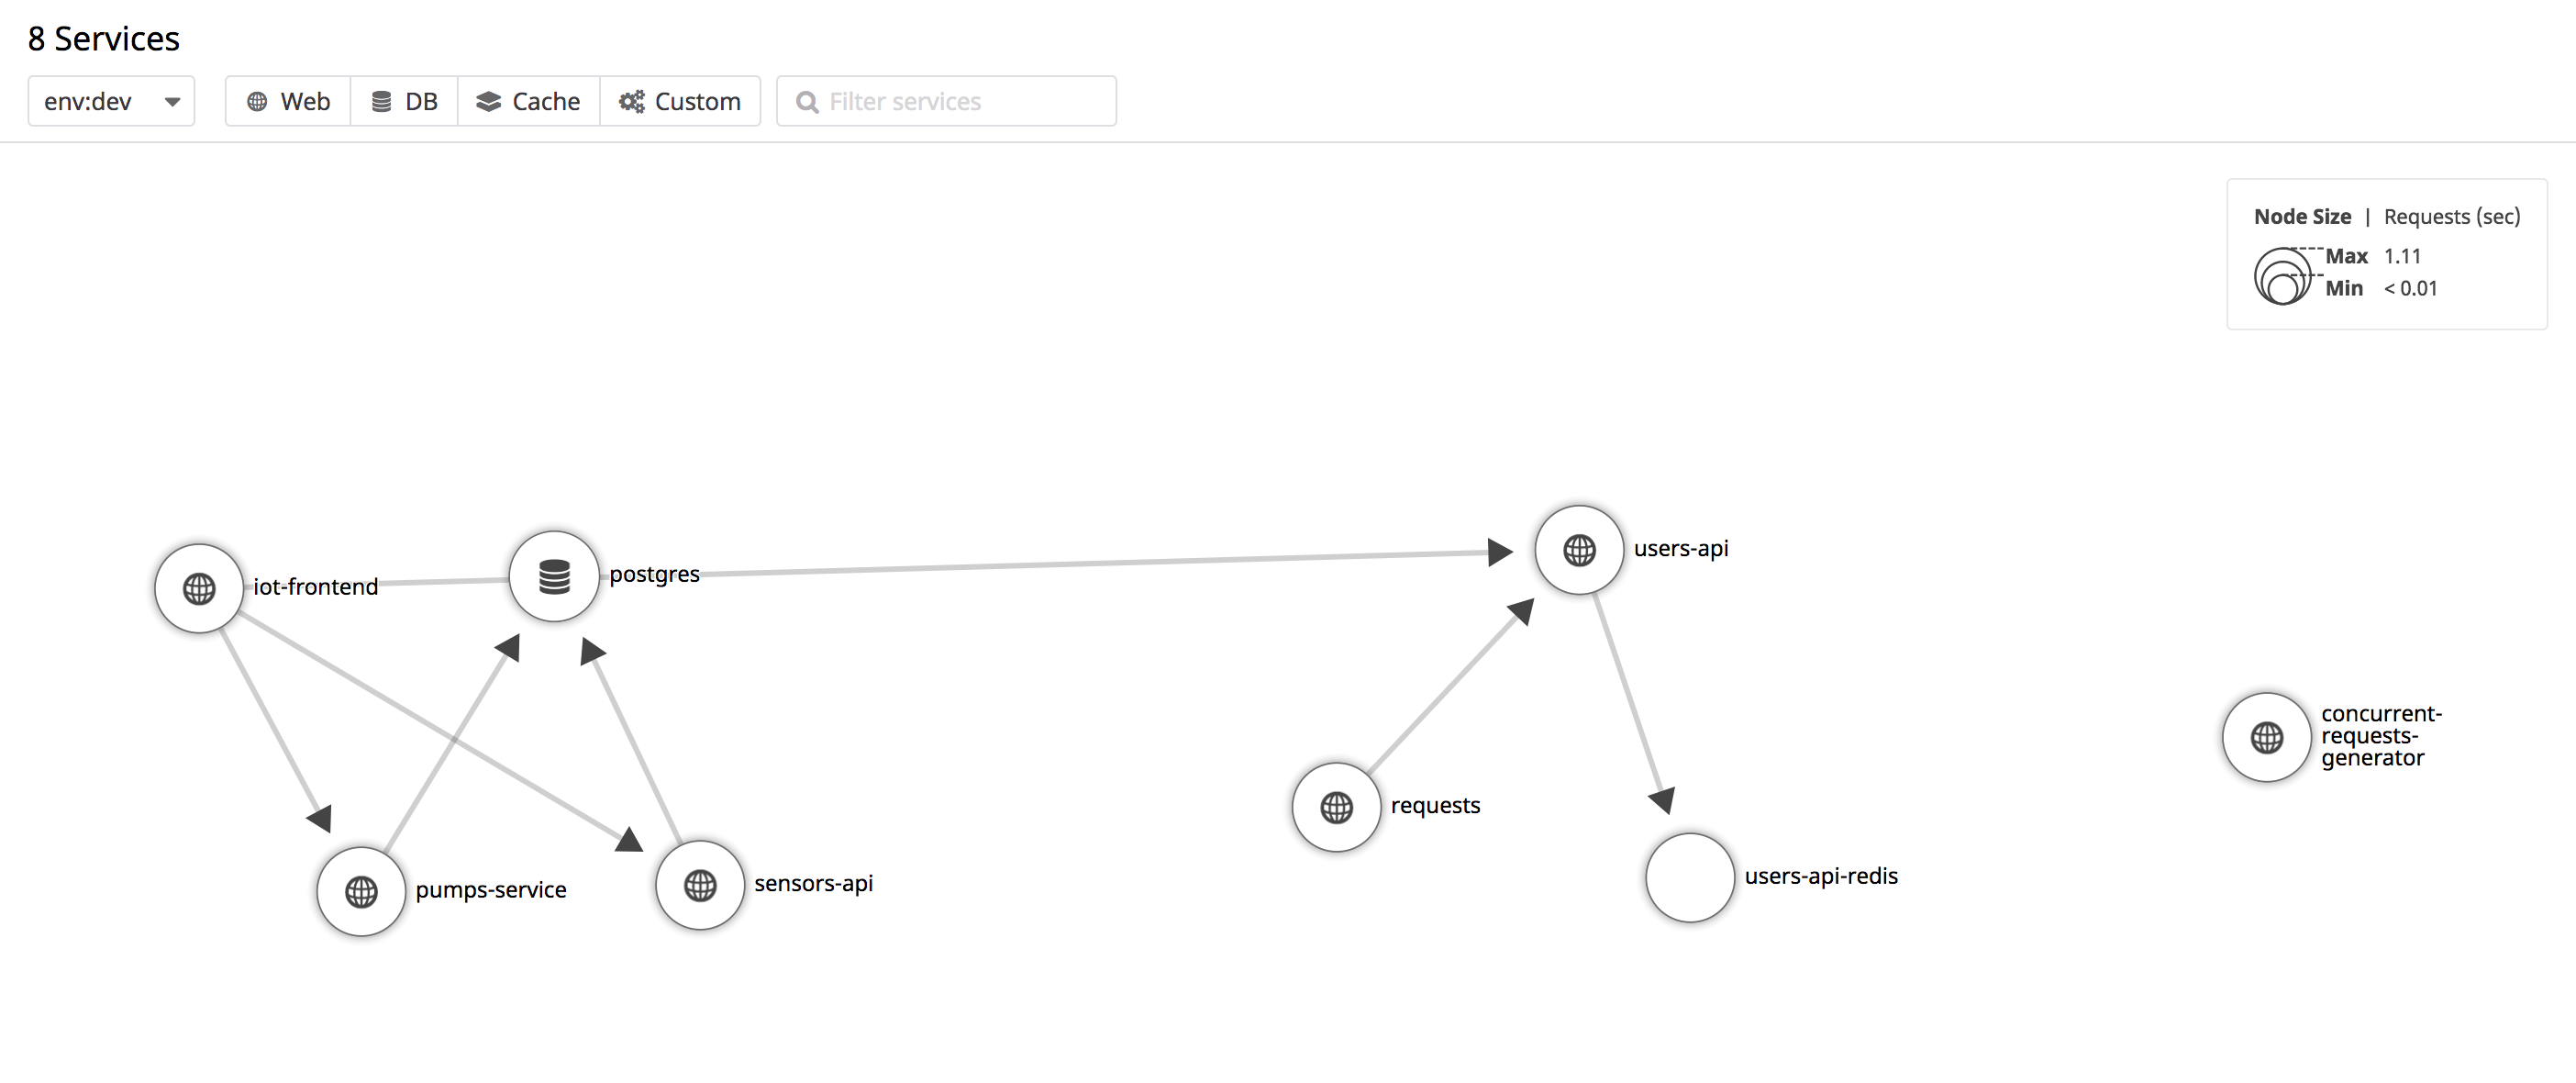 8 Services
env:dev
Web
DB
Cache
Custom
Filter services
Node Size | Requests (sec)
Max 1.11
Min < 0.01
users-api
postgres
iot-frontend
concurrent-
requests-
generator
requests
users-api-redis
sensors-api
pumps-service